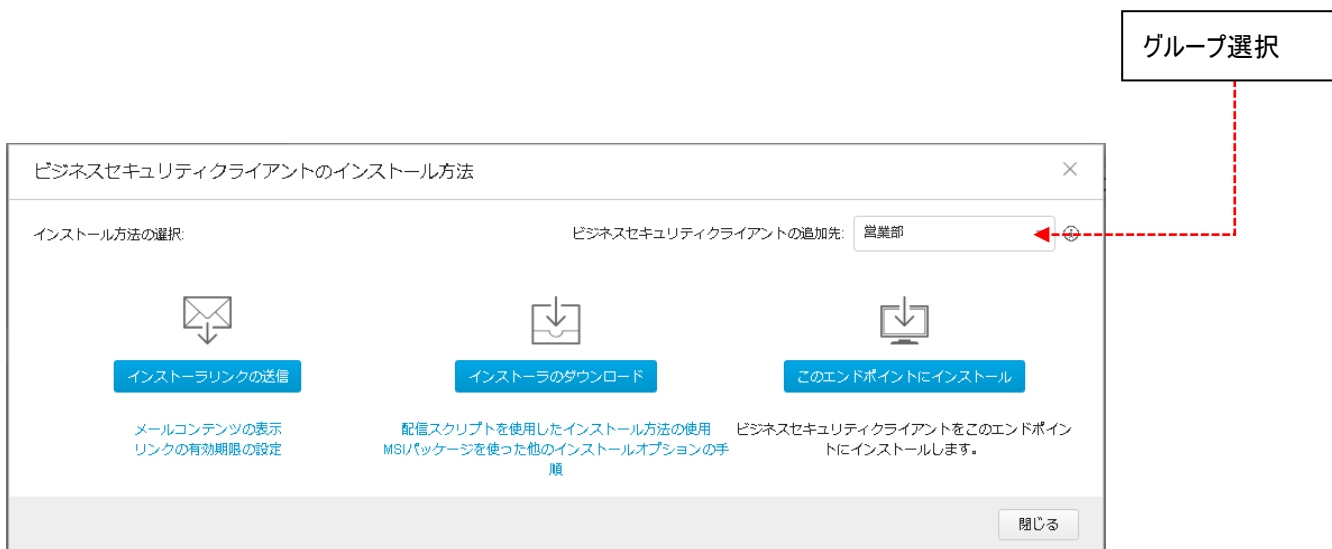 グループ選択
ビジネスセキュリティクライアントのインストール方法
インストール方法の選択:
ビジネスセキュリティクライアントの追加先:
営業部
インストーラリンクの送信
インストーラのダウンロード
このエンドポイントにインストール
メールコンテンツの表示
リンクの有効期限の設定
配信スクリプトを使用したインストール方法の使用
MSIパッケージを使った他のインストールオプションの手
順
ビジネスセキュリティクライアントをこのエンドポイン
トにインストールします。
閉じる